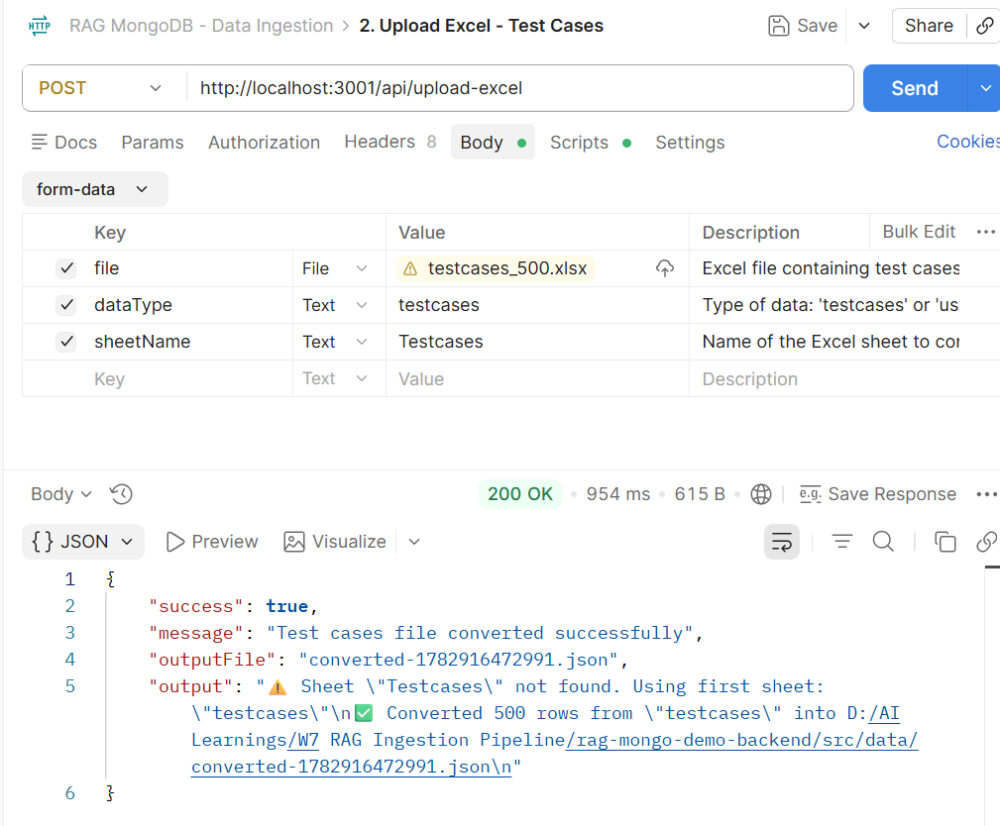 HTTP RAG MongoDB - Data Ingestion > 2. Upload Excel - Test Cases Save Share
POST http://localhost:3001/api/upload-excel Send
Docs Params Authorization Headers 8 Body Scripts Settings Cookies
form-data
Key Value Description Bulk Edit
file File testcases_500.xlsx Excel file containing test cases
dataType Text testcases Type of data: 'testcases' or 'us
sheetName Text Testcases Name of the Excel sheet to cor
Key Text Value Description
Body 200 OK 954 ms 615 B e.g. Save Response
{} JSON Preview Visualize
1 {
2 "success": true,
3 "message": "Test cases file converted successfully",
4 "outputFile": "converted-1782916472991.json",
5 "output": "⚠️ Sheet \"Testcases\" not found. Using first sheet:
\"testcases\"\n✅ Converted 500 rows from \"testcases\" into D:/AI
Learnings/W7 RAG Ingestion Pipeline/rag-mongo-demo-backend/src/data/
converted-1782916472991.json\n"
6 }